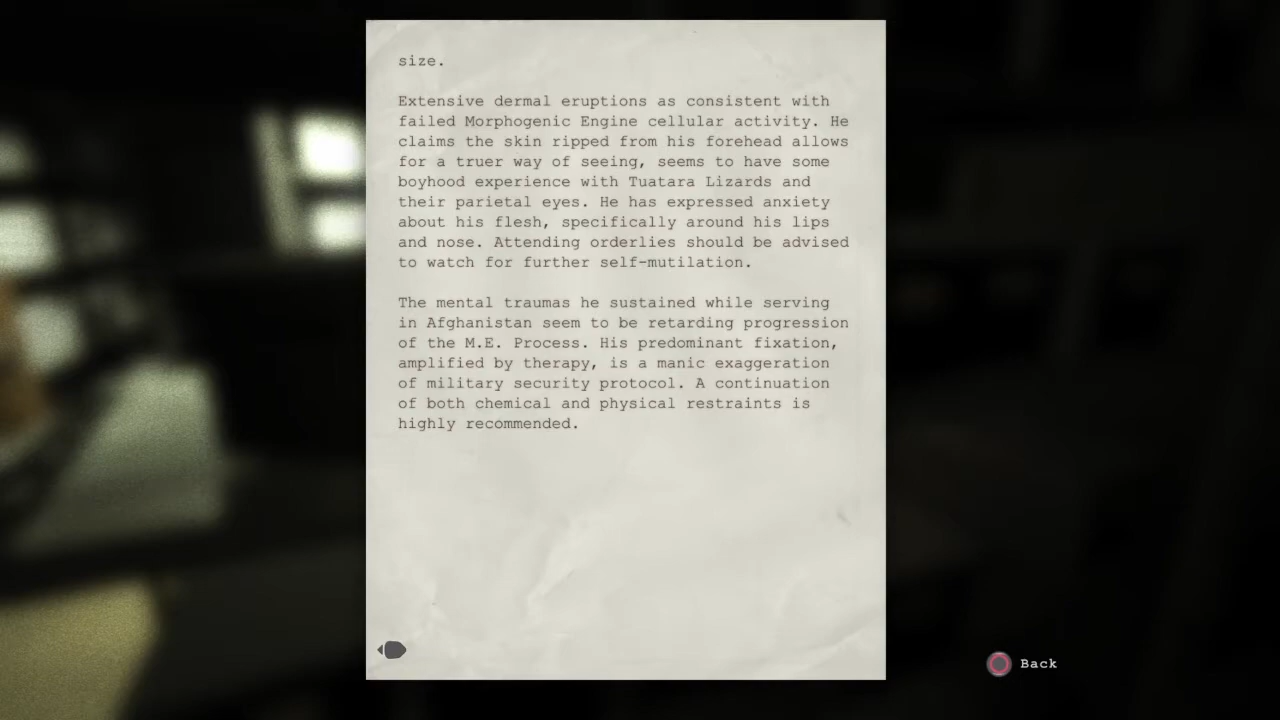 size.
Extensive dermal eruptions as consistent with
failed Morphogenic Engine cellular activity. He
claims the skin ripped from his forehead allows
for a truer way of seeing, seems to have some
boyhood experience with Tuatara Lizards and
their parietal eyes. He has expressed anxiety
about his flesh, specifically around his lips
and nose. Attending orderlies should be advised
to watch for further self-mutilation.
The mental traumas he sustained while serving
in Afghanistan seem to be retarding progression
of the M.E. Process. His predominant fixation,
amplified by therapy, is a manic exaggeration
of military security protocol. A continuation
of both chemical and physical restraints is
highly recommended.
Back